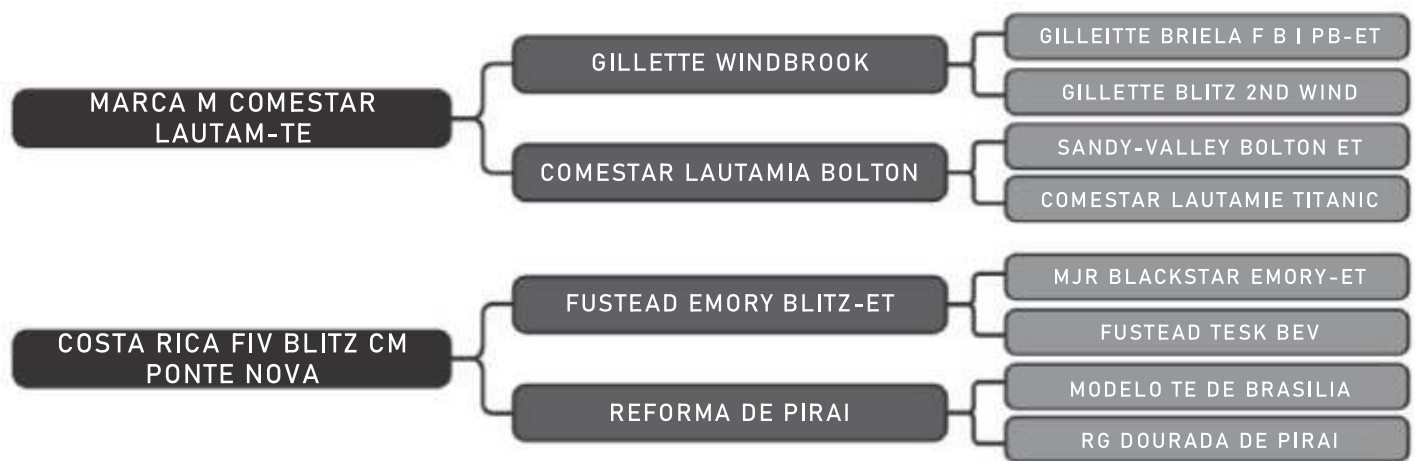 GILLEITTE BRIELA F B I PB-ET
GILLETTE WINDBROOK
GILLETTE BLITZ 2ND WIND
MARCA M COMESTAR
LAUTAM-TE
SANDY-VALLEY BOLTON ET
COMESTAR LAUTAMIA BOLTON
COMESTAR LAUTAMIE TITANIC
MJR BLACKSTAR EMORY-ET
FUSTEAD EMORY BLITZ-ET
FUSTEAD TESK BEV
COSTA RICA FIV BLITZ CM
PONTE NOVA
MODELO TE DE BRASILIA
REFORMA DE PIRAI
RG DOURADA DE PIRAI